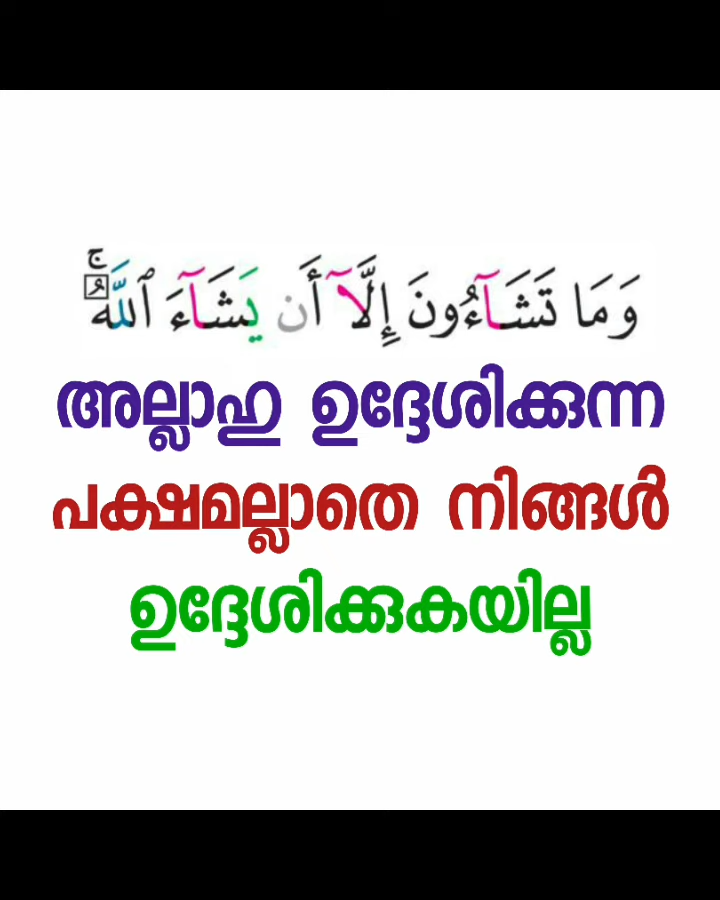 وَمَا تَشَآءُونَ إِلَّآ أَن يَشَآءَ ٱللَّهُۚ
അല്ലാഹു ഉദ്ദേശിക്കുന്ന
പക്ഷമല്ലാതെ നിങ്ങൾ
ഉദ്ദേശിക്കുകയില്ല